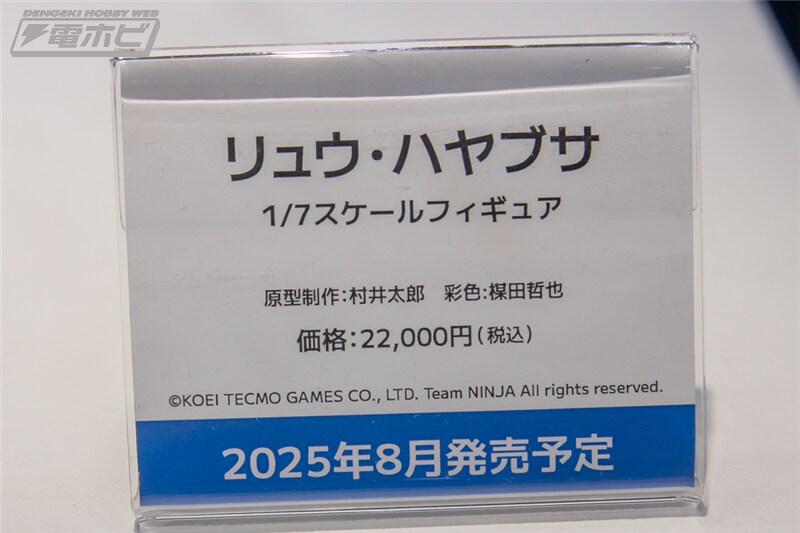 DENGEKI HOBBY WEB
電ホビ
リュウ・ハヤブサ
1/7スケールフィギュア
原型制作：村井太郎　彩色：楳田哲也
価格：22,000円（税込）
©KOEI TECMO GAMES CO., LTD. Team NINJA All rights reserved.
2025年8月発売予定